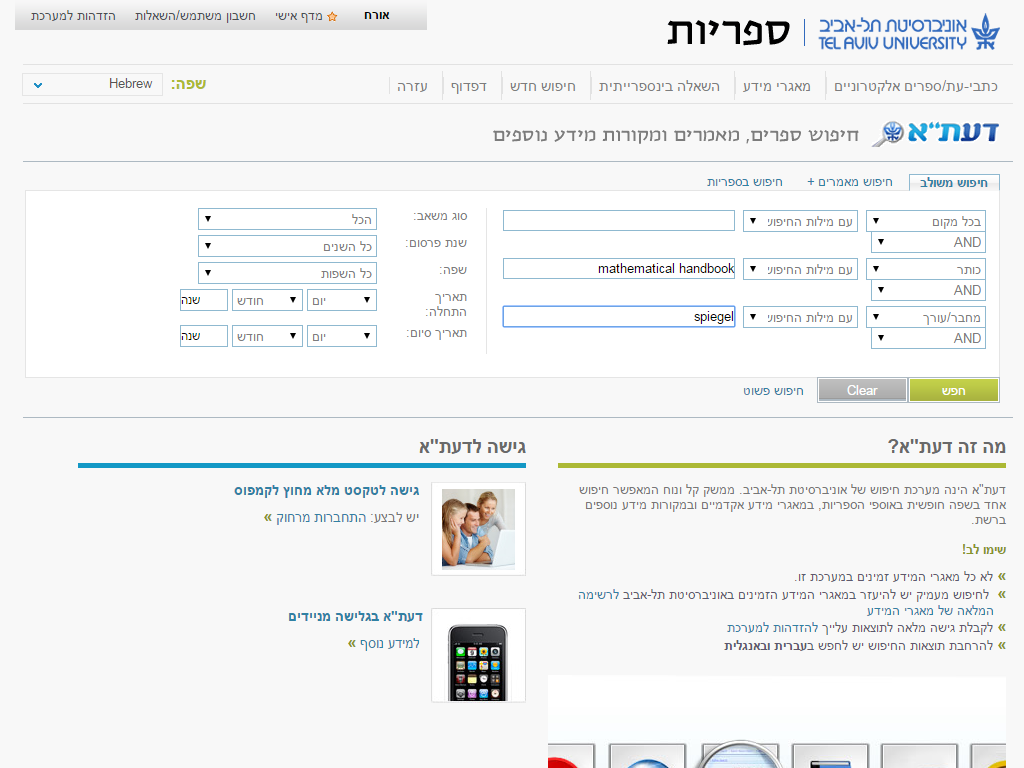 אורח
מדף אישי
חשבון משתמש/השאלות
הזדהות למערכת
אוניברסיטת תל-אביב
TEL AVIV UNIVERSITY
ספריות
כתבי-עת/ספרים אלקטרוניים
מאגרי מידע
השאלה בינספרייתית
חיפוש חדש
דפדוף
עזרה
שפה:
Hebrew
דעת"א
חיפוש ספרים, מאמרים ומקורות מידע נוספים
חיפוש משולב
חיפוש מאמרים +
חיפוש בספריות
בכל מקום
עם מילות החיפוש
AND
כותר
עם מילות החיפוש
mathematical handbook
AND
מחבר/עורך
עם מילות החיפוש
spiegel
AND
סוג משאב:
הכל
שנת פרסום:
כל השנים
שפה:
כל השפות
תאריך התחלה:
יום
חודש
שנה
תאריך סיום:
יום
חודש
שנה
חפש
Clear
חיפוש פשוט
מה זה דעת"א?
דעת"א הינה מערכת חיפוש של אוניברסיטת תל-אביב. ממשק קל ונוח המאפשר חיפוש
אחד בשפה חופשית באוספי הספריות, במאגרי מידע אקדמיים ובמקורות מידע נוספים
ברשת.
שימו לב!
» לא כל מאגרי המידע זמינים במערכת זו.
» לחיפוש מעמיק יש להיעזר במאגרי המידע הזמינים באוניברסיטת תל-אביב לרשימה
המלאה של מאגרי המידע
» לקבלת גישה מלאה לתוצאות עלייך להזדהות למערכת
» להרחבת תוצאות החיפוש יש לחפש בעברית ובאנגלית
גישה לדעת"א
גישה לטקסט מלא מחוץ לקמפוס
יש לבצע: התחברות מרחוק »
דעת"א בגלישה מניידים
למידע נוסף »